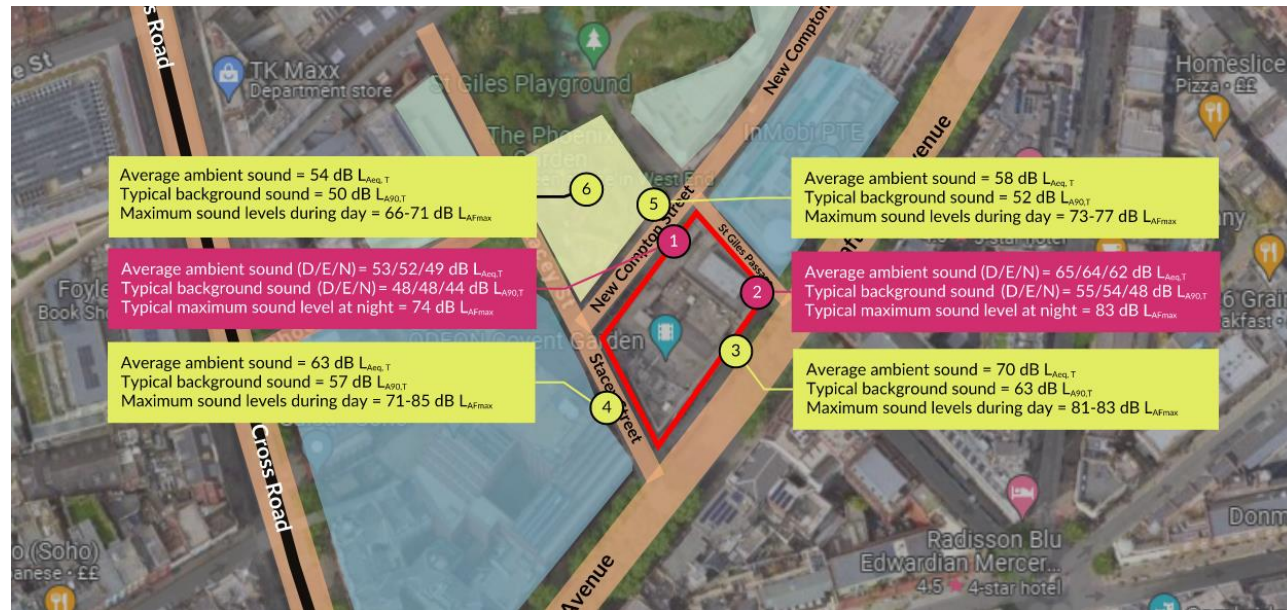 ss Road
e St
TK Maxx
Department store
St Giles Playground
New Compton
Homeslice
Pizza · ££
The Phoenix
Garden
InMobi PTE
Avenue
Average ambient sound = 54 dB LAeq, T
Typical background sound = 50 dB LA90,T
Maximum sound levels during day = 66-71 dB LAFmax
6
5
Average ambient sound = 58 dB LAeq, T
Typical background sound = 52 dB LA90,T
Maximum sound levels during day = 73-77 dB LAFmax
New Compton Street
St Giles Pass
1
Average ambient sound (D/E/N) = 53/52/49 dB LAeq,T
Typical background sound (D/E/N) = 48/48/44 dB LA90,T
Typical maximum sound level at night = 74 dB LAFmax
2
Average ambient sound (D/E/N) = 65/64/62 dB LAeq,T
Typical background sound (D/E/N) = 55/54/48 dB LA90,T
Typical maximum sound level at night = 83 dB LAFmax
Foyle
Book Sho
ODEON Covent Garden
3
Stacey Street
4
Average ambient sound = 63 dB LAeq, T
Typical background sound = 57 dB LA90,T
Maximum sound levels during day = 71-85 dB LAFmax
Average ambient sound = 70 dB LAeq, T
Typical background sound = 63 dB LA90,T
Maximum sound levels during day = 81-83 dB LAFmax
Cross Road
Radisson Blu
Edwardian Mercer...
4.5 ★ 4-star hotel
Donm
o (Soho)
anese · ££
Avenue